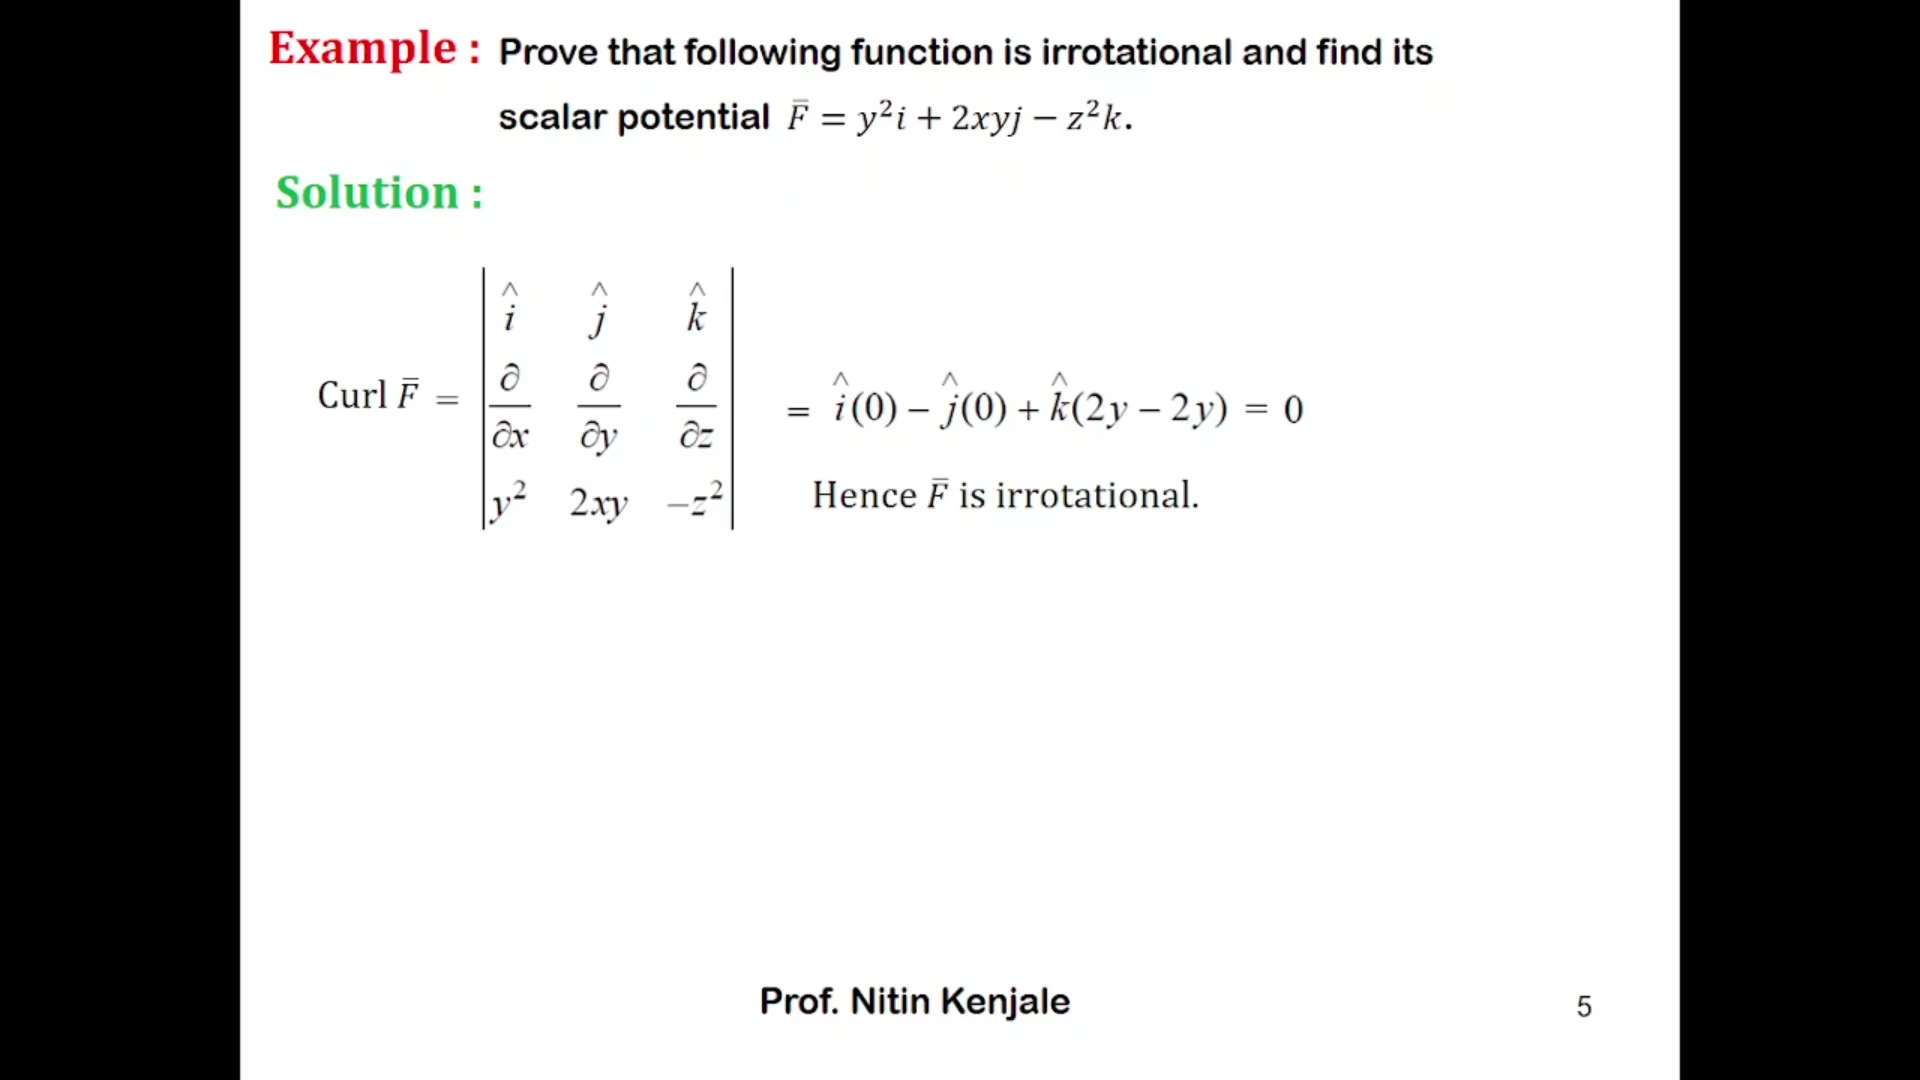 Example : Prove that following function is irrotational and find its
scalar potential F̅ = y²i + 2xyj − z²k.
Solution :
Curl F̅ = | î ĵ k̂ |
| ∂/∂x ∂/∂y ∂/∂z |
| y² 2xy −z² |
= î(0) − ĵ(0) + k̂(2y − 2y) = 0
Hence F̅ is irrotational.
Prof. Nitin Kenjale
5